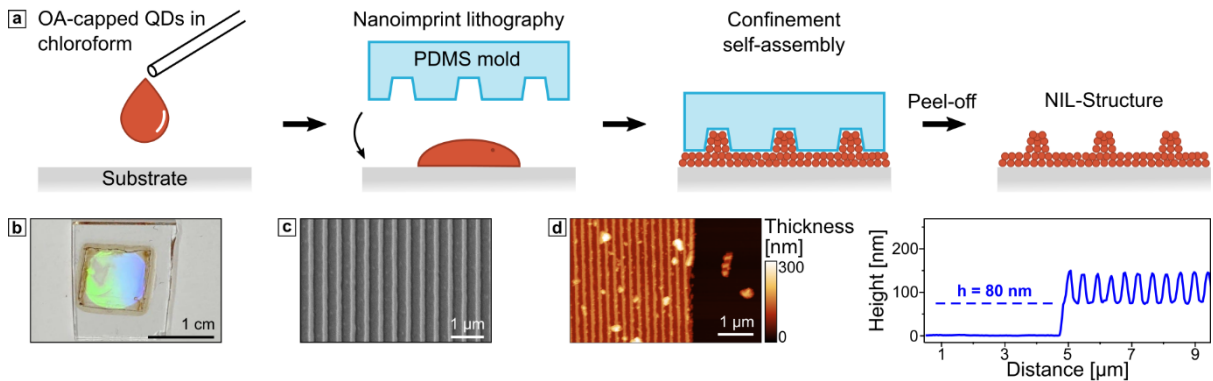 a
OA-capped QDs in
chloroform
Substrate
Nanoimprint lithography
PDMS mold
Confinement
self-assembly
Peel-off
NIL-Structure
b
1 cm
c
1 µm
d
1 µm
Thickness
[nm]
300
0
Height [nm]
200
100
0
h = 80 nm
1 3 5 7 9
Distance [µm]